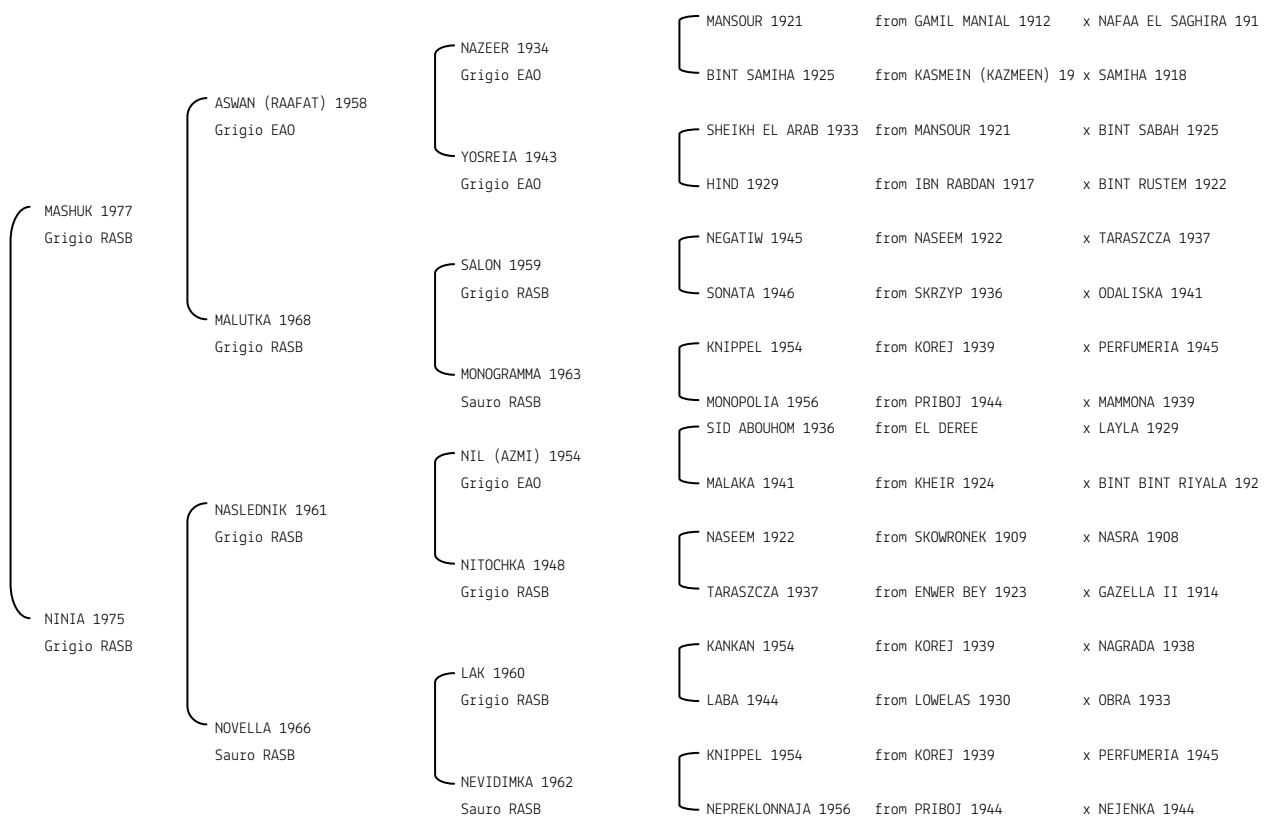 MANSOUR 1921 from GAMIL MANIAL 1912 x NAFAA EL SAGHIRA 191
NAZEER 1934
Grigio EAO
BINT SAMIHA 1925 from KASMEIN (KAZMEEN) 19 x SAMIHA 1918
ASWAN (RAAFAT) 1958
Grigio EAO
SHEIKH EL ARAB 1933 from MANSOUR 1921 x BINT SABAH 1925
YOSREIA 1943
Grigio EAO
HIND 1929 from IBN RABDAN 1917 x BINT RUSTEM 1922
MASHUK 1977
Grigio RASB
NEGATIW 1945 from NASEEM 1922 x TARASZCZA 1937
SALON 1959
Grigio RASB
SONATA 1946 from SKRZYP 1936 x ODALISKA 1941
MALUTKA 1968
Grigio RASB
KNIPPEL 1954 from KOREJ 1939 x PERFUMERIA 1945
MONOGRAMMA 1963
Sauro RASB
MONOPOLIA 1956 from PRIBOJ 1944 x MAMMONA 1939
SID ABOUHOM 1936 from EL DEREE x LAYLA 1929
NIL (AZMI) 1954
Grigio EAO
MALAKA 1941 from KHEIR 1924 x BINT BINT RIYALA 192
NASLEDNIK 1961
Grigio RASB
NASEEM 1922 from SKOWRONEK 1909 x NASRA 1908
NITOCHKA 1948
Grigio RASB
TARASZCZA 1937 from ENWER BEY 1923 x GAZELLA II 1914
NINIA 1975
Grigio RASB
KANKAN 1954 from KOREJ 1939 x NAGRADA 1938
LAK 1960
Grigio RASB
LABA 1944 from LOWELAS 1930 x OBRA 1933
NOVELLA 1966
Sauro RASB
KNIPPEL 1954 from KOREJ 1939 x PERFUMERIA 1945
NEVIDIMKA 1962
Sauro RASB
NEPREKLONNAJA 1956 from PRIBOJ 1944 x NEJENKA 1944